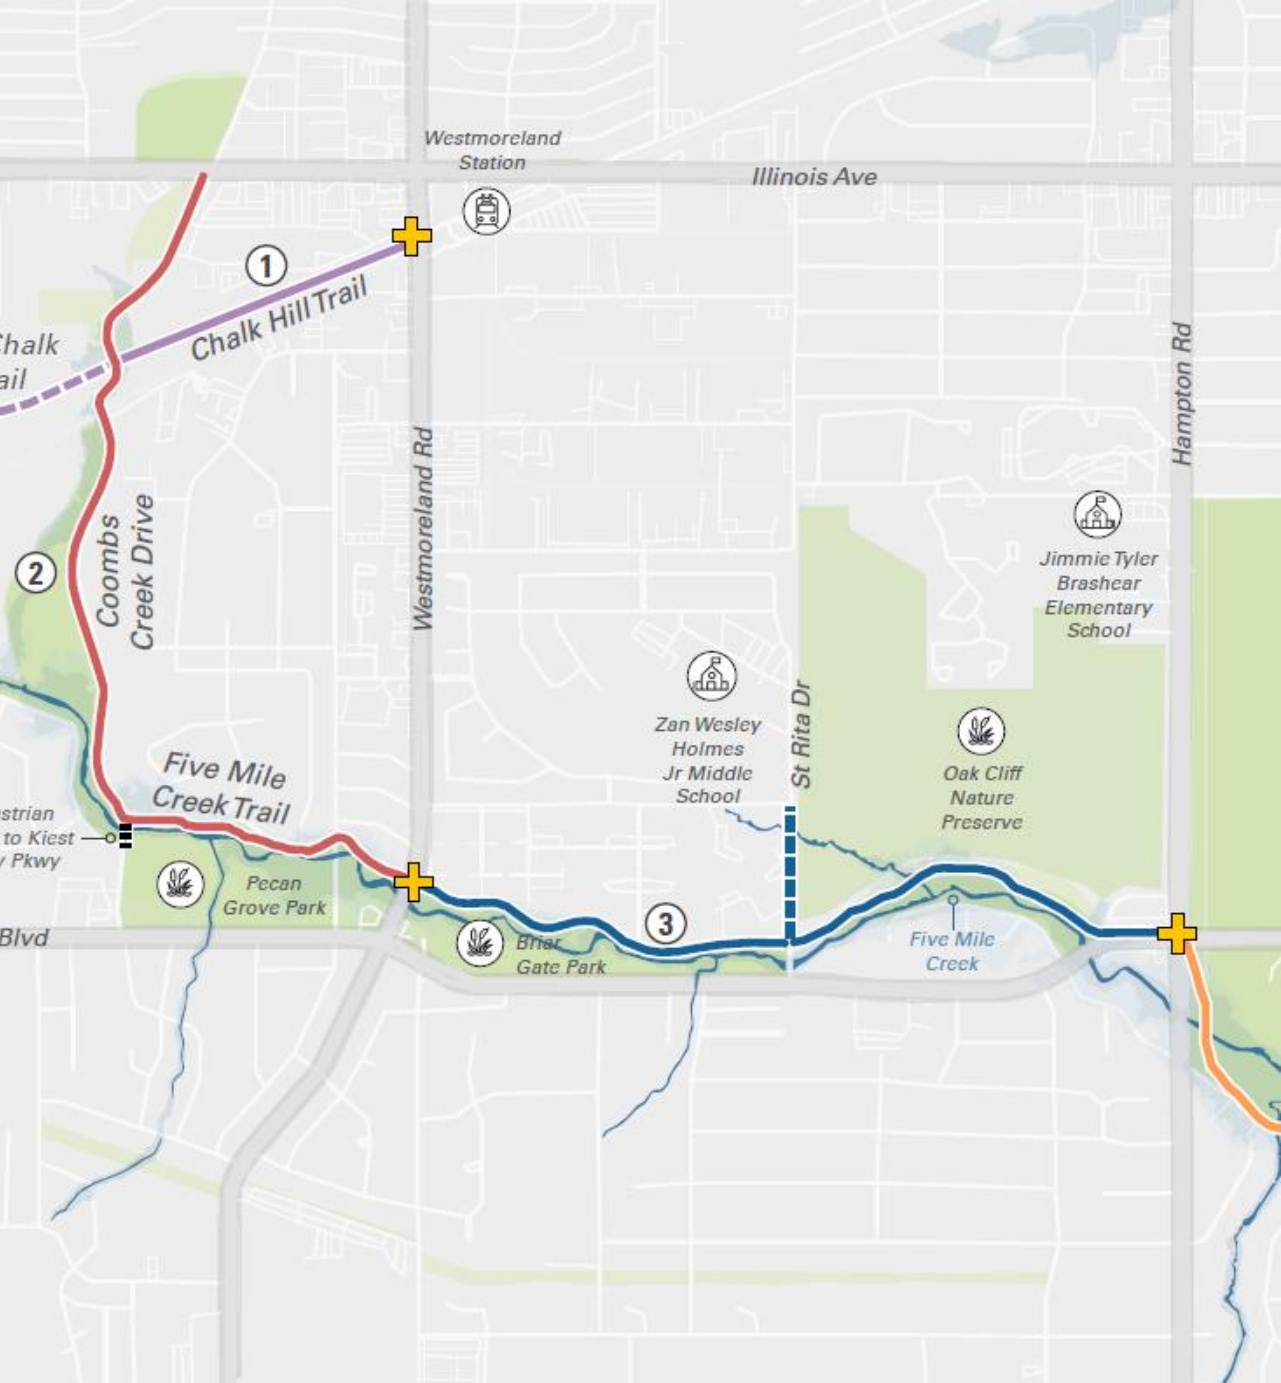 Westmoreland
Station
Illinois Ave
1
Chalk Hill Trail
Chalk
ail
Hampton Rd
Westmoreland Rd
Coombs
Creek Drive
2
Jimmie Tyler
Brashear
Elementary
School
Zan Wesley
Holmes
Jr Middle
School
St Rita Dr
Oak Cliff
Nature
Preserve
Five Mile
Creek Trail
strian
to Kiest
y Pkwy
Pecan
Grove Park
3
Briar
Gate Park
Five Mile
Creek
Blvd